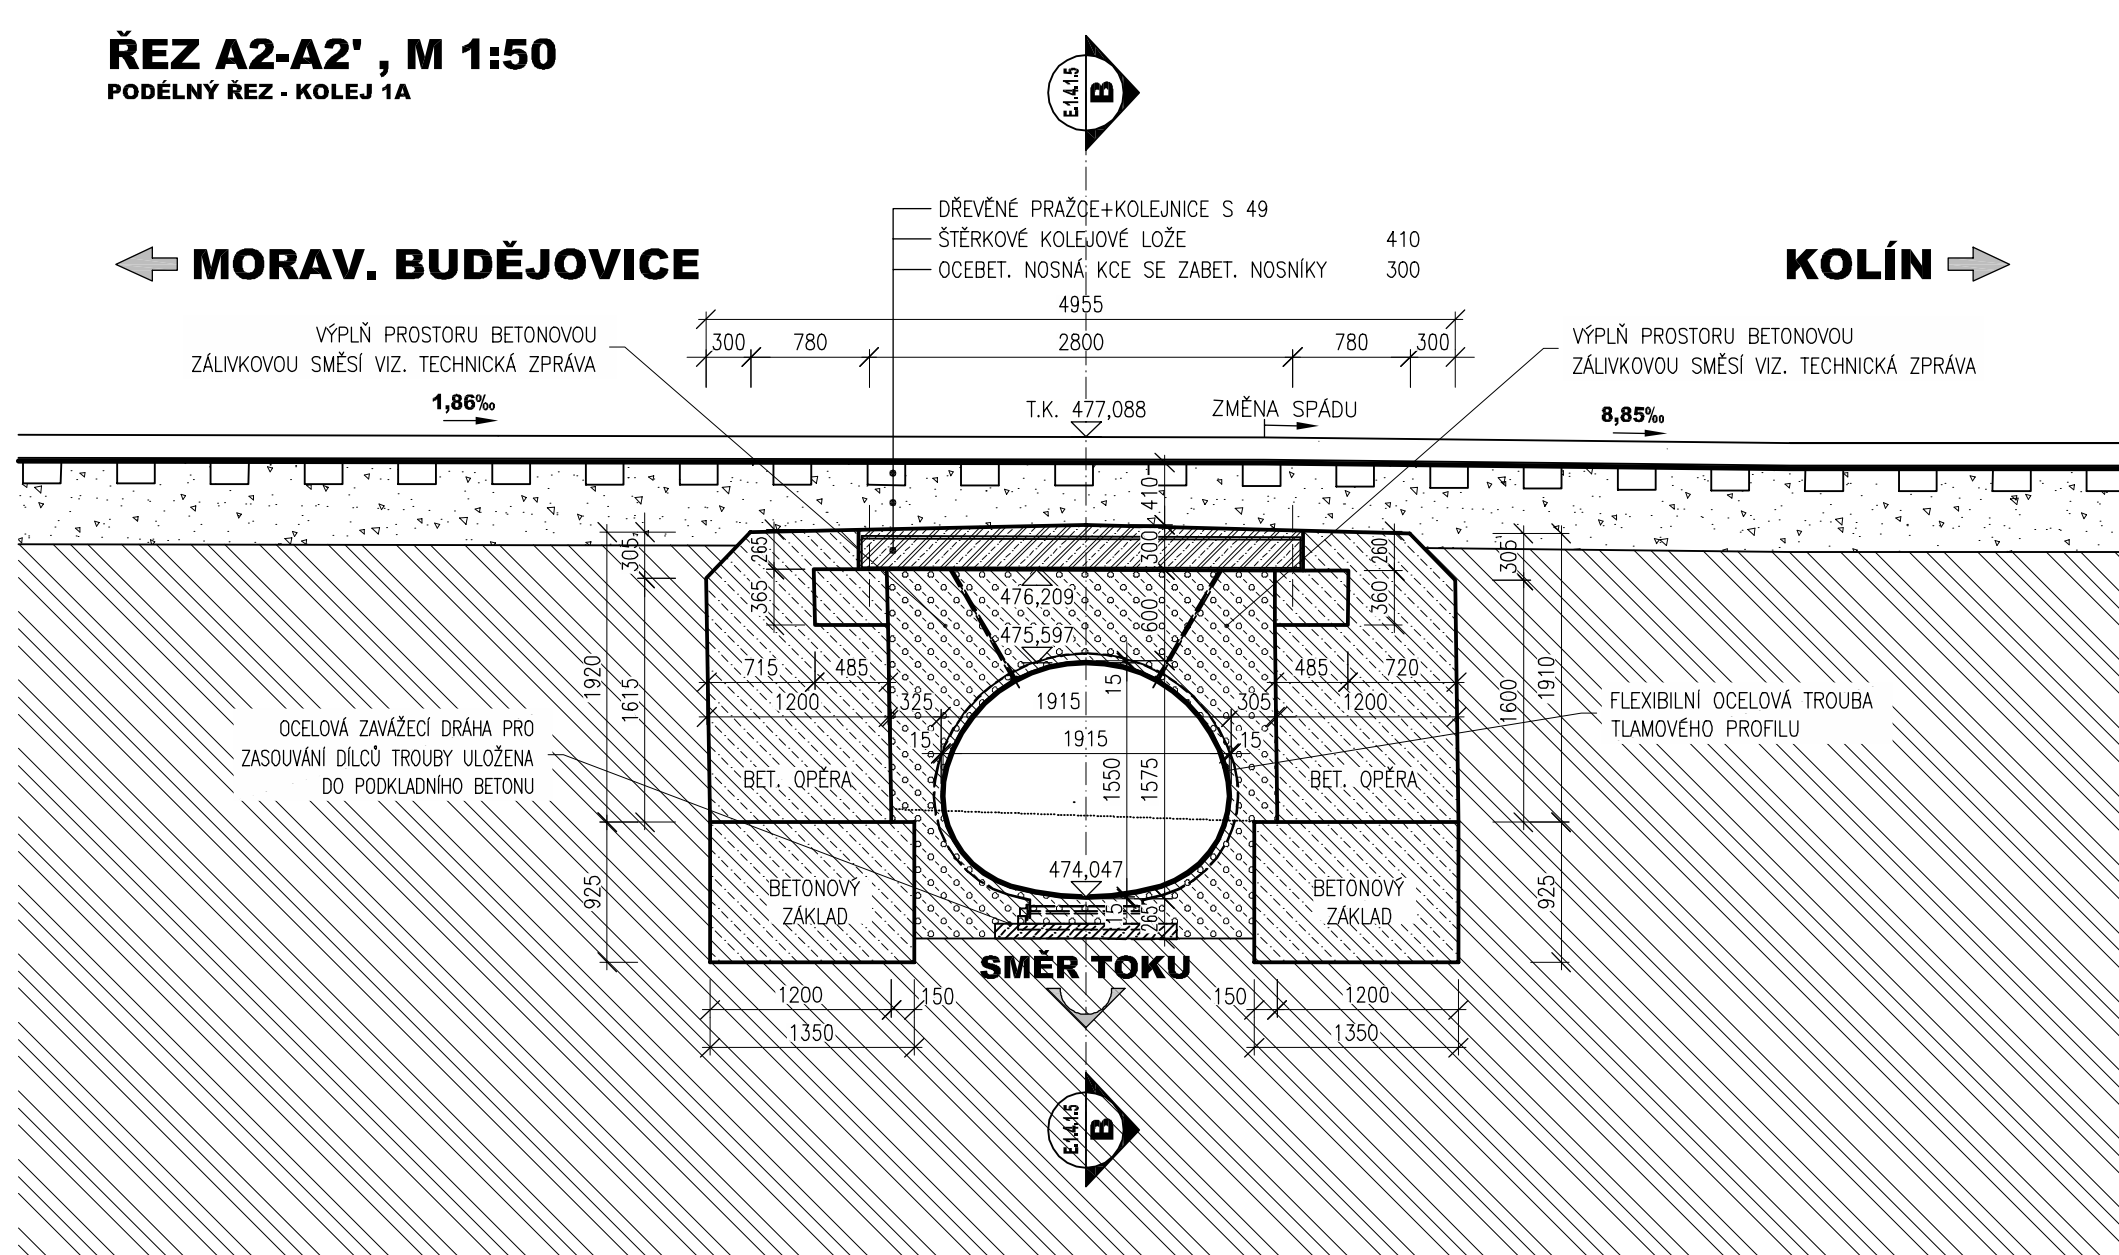 ŘEZ A2-A2' , M 1:50
PODÉLNÝ ŘEZ - KOLEJ 1A
E.1.4.1.5
B
DŘEVĚNÉ PRAŽCE+KOLEJNICE S 49
ŠTĚRKOVÉ KOLEJOVÉ LOŽE 410
OCEBET. NOSNÁ KCE SE ZABET. NOSNÍKY 300
MORAV. BUDĚJOVICE
KOLÍN
4955
300 780 2800 780 300
VÝPLŇ PROSTORU BETONOVOU
ZÁLIVKOVOU SMĚSÍ VIZ. TECHNICKÁ ZPRÁVA
VÝPLŇ PROSTORU BETONOVOU
ZÁLIVKOVOU SMĚSÍ VIZ. TECHNICKÁ ZPRÁVA
1,86‰
T.K. 477,088
ZMĚNA SPÁDU
8,85‰
410
305
265
300
260
305
365
476,209
600
360
475,597
1920
1615
715 485
15
485 720
1600
1910
1200 325 1915 305 1200
15 1915 15
OCELOVÁ ZAVÁŽECÍ DRÁHA PRO
ZASOUVÁNÍ DÍLCŮ TROUBY ULOŽENA
DO PODKLADNÍHO BETONU
FLEXIBILNÍ OCELOVÁ TROUBA
TLAMOVÉHO PROFILU
BET. OPĚRA
1550
1575
BET. OPĚRA
474,047
925
BETONOVÝ
ZÁKLAD
15
265
BETONOVÝ
ZÁKLAD
925
SMĚR TOKU
1200 150
150 1200
1350
1350
E.1.4.1.5
B